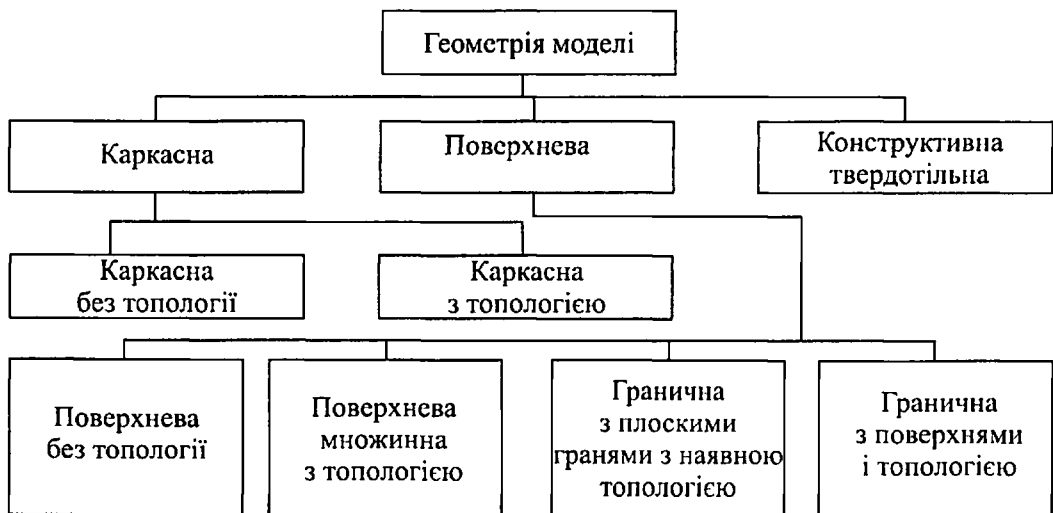 Геометрія моделі
Каркасна
Поверхнева
Конструктивна
твердотільна
Каркасна
без топології
Каркасна
з топологією
Поверхнева
без топології
Поверхнева
множинна
з топологією
Гранична
з плоскими
гранями з наявною
топологією
Гранична
з поверхнями
і топологією